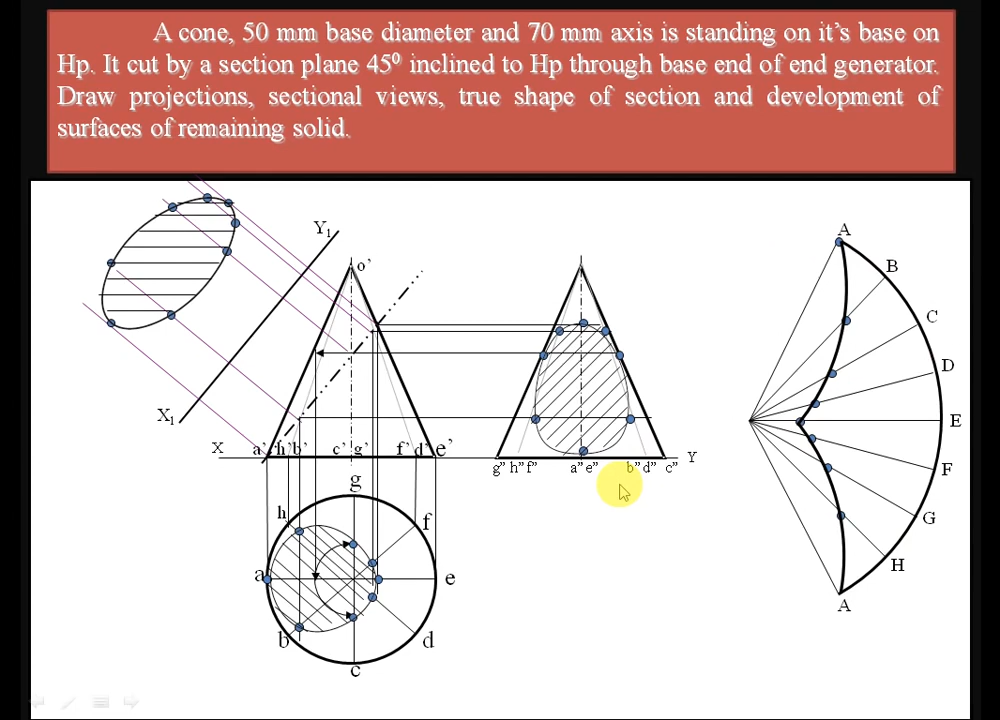 A cone, 50 mm base diameter and 70 mm axis is standing on it's base on
Hp. It cut by a section plane 45⁰ inclined to Hp through base end of end generator.
Draw projections, sectional views, true shape of section and development of
surfaces of remaining solid.
Y₁
o'
X₁
X a' h'b' c' g' f' d' e'
g" h" f" a" e" b" d" c" Y
g
h f
a e
b d
c
A
B
C
D
E
F
G
H
A